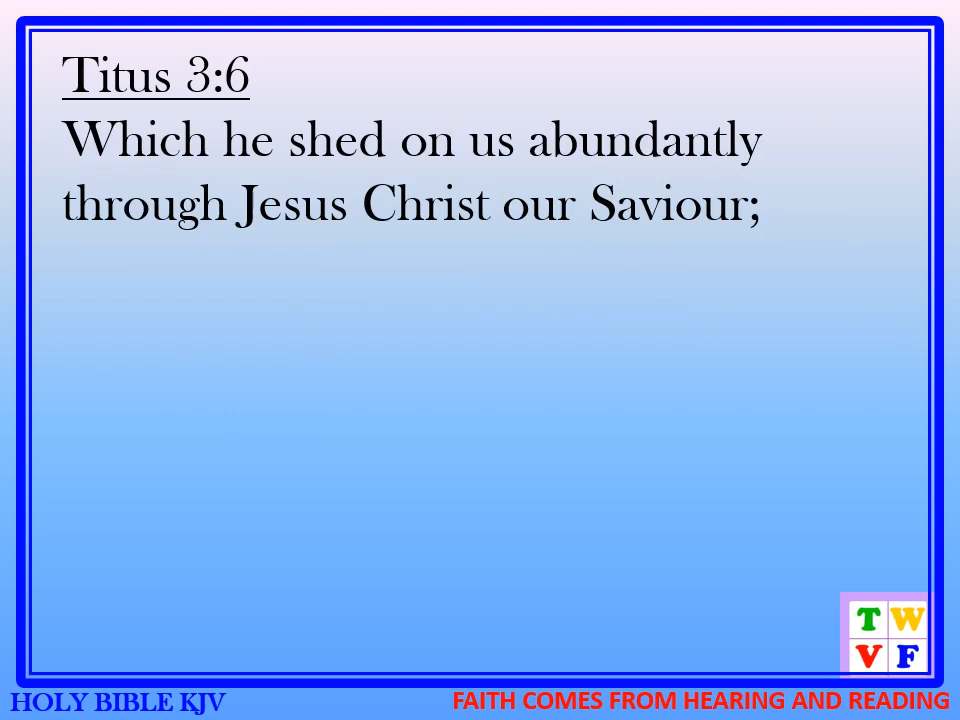 Titus 3:6
Which he shed on us abundantly
through Jesus Christ our Saviour;
T W
V F
HOLY BIBLE KJV
FAITH COMES FROM HEARING AND READING